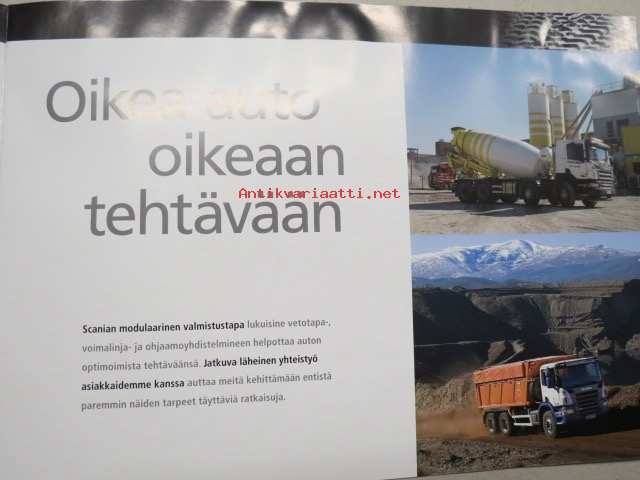 Oikea auto
oikeaan
tehtävään
Antikvariaatti.net
Scanian modulaarinen valmistustapa lukuisine vetotapa-,
voimalinja- ja ohjaamoyhdistelmineen helpottaa auton
optimoimista tehtäväänsä. Jatkuva läheinen yhteistyö
asiakkaidemme kanssa auttaa meitä kehittämään entistä
paremmin näiden tarpeet täyttäviä ratkaisuja.